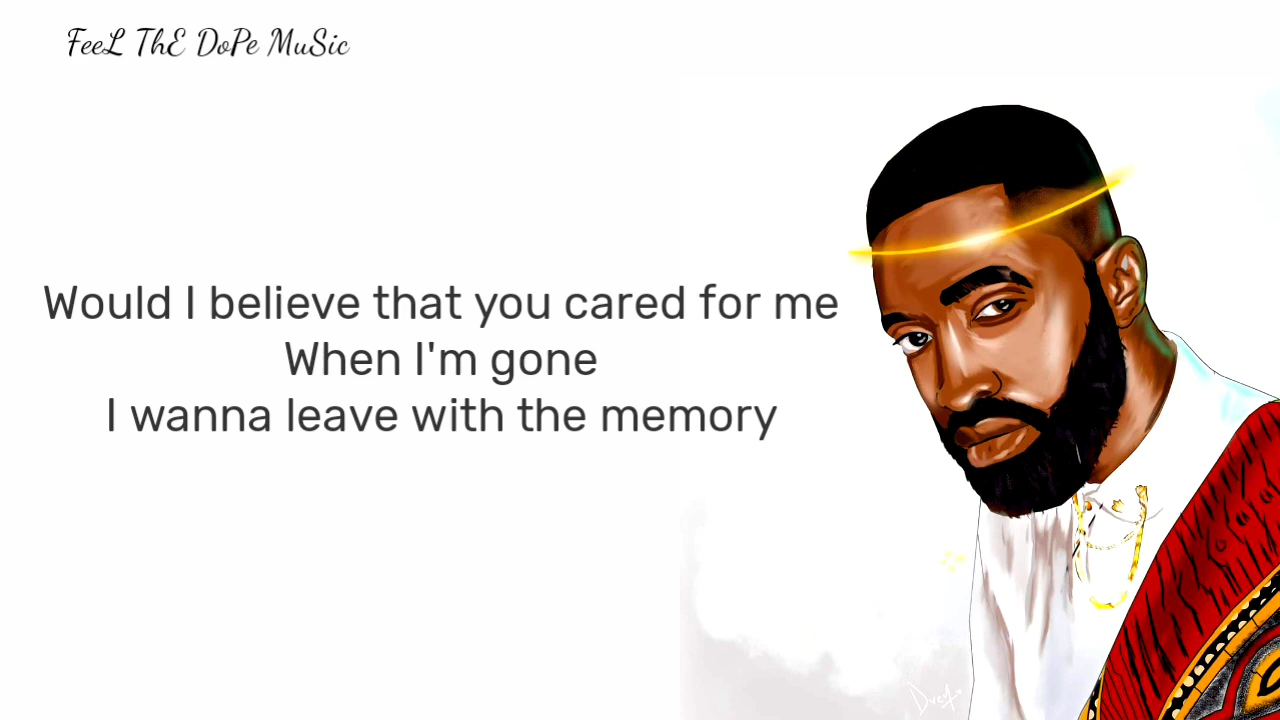 FeeL ThE DoPe MuSic
Would I believe that you cared for me
When I'm gone
I wanna leave with the memory